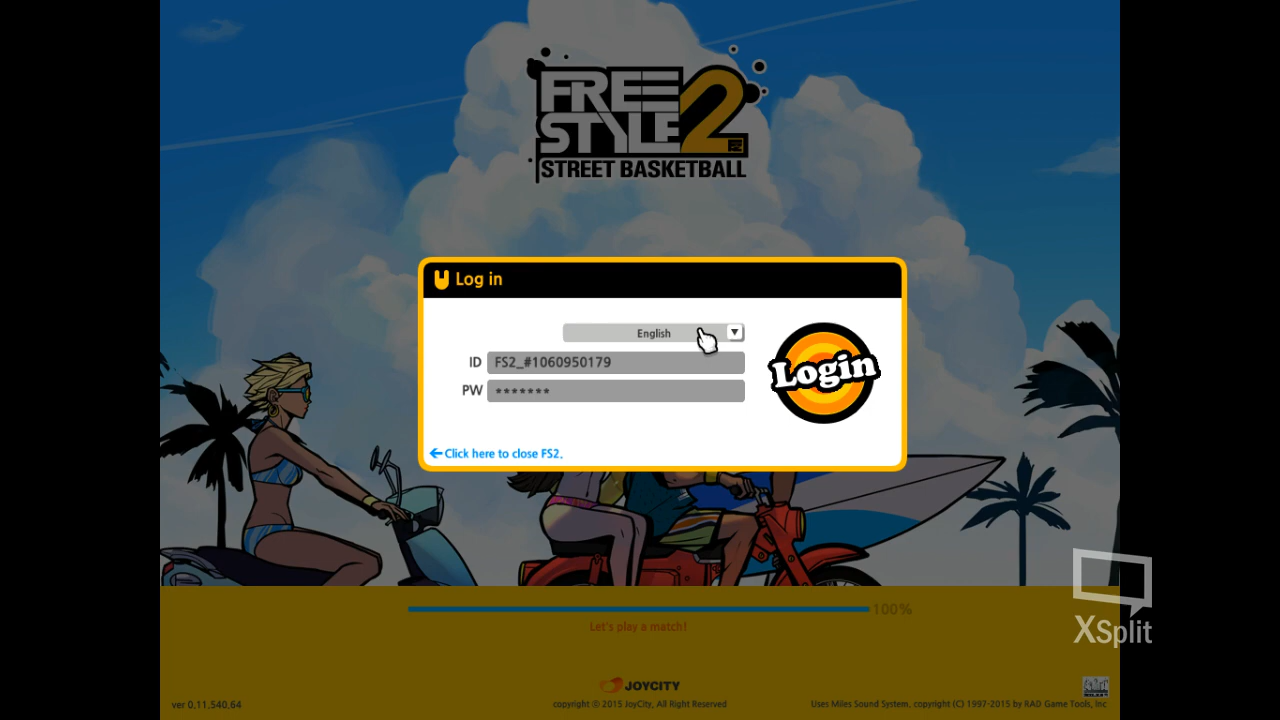 FREE
STYLE 2
STREET BASKETBALL
Log in
English
ID FS2_#1060950179
PW *******
Login
Click here to close FS2.
100%
Let's play a match!
XSplit
JOYCITY
ver 0.11.540.64
copyright © 2015 JoyCity, All Right Reserved
Uses Miles Sound System. copyright (C) 1997-2015 by RAD Game Tools, Inc